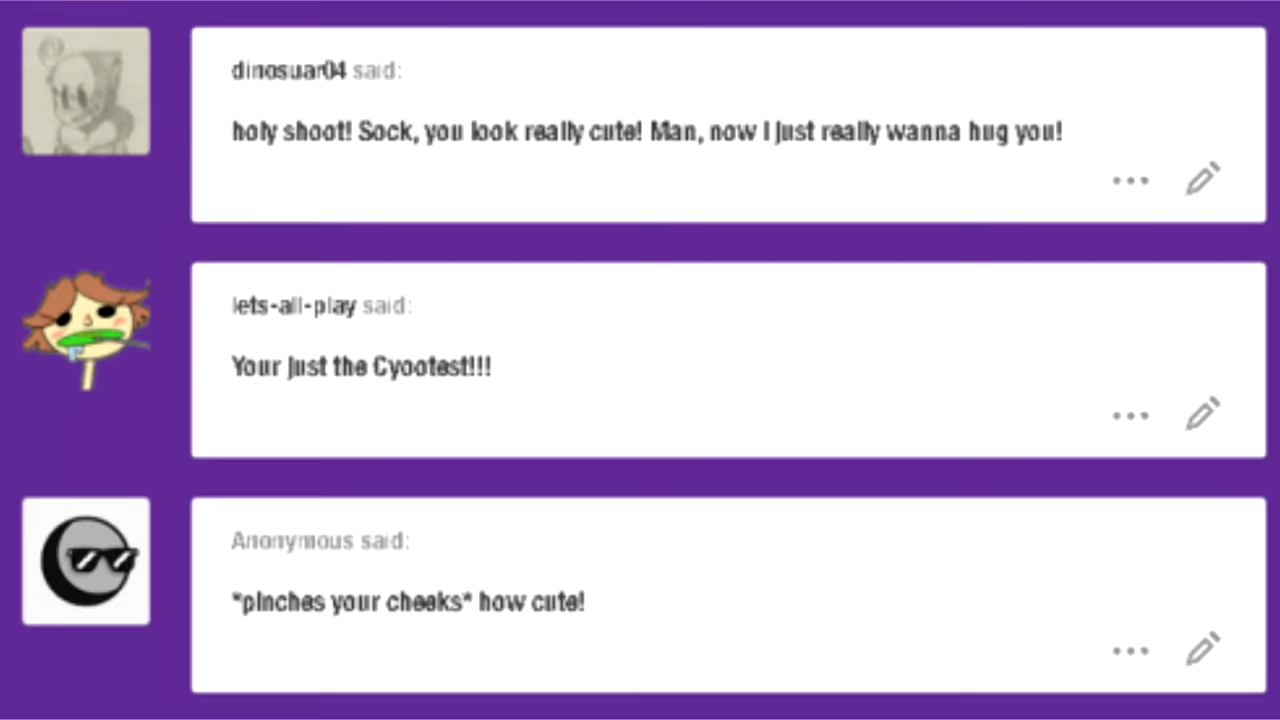 dinosuar04 said:
holy shoot! Sock, you look really cute! Man, now I just really wanna hug you!
lets-all-play said:
Your just the Cyootest!!!
Anonymous said:
*pinches your cheeks* how cute!